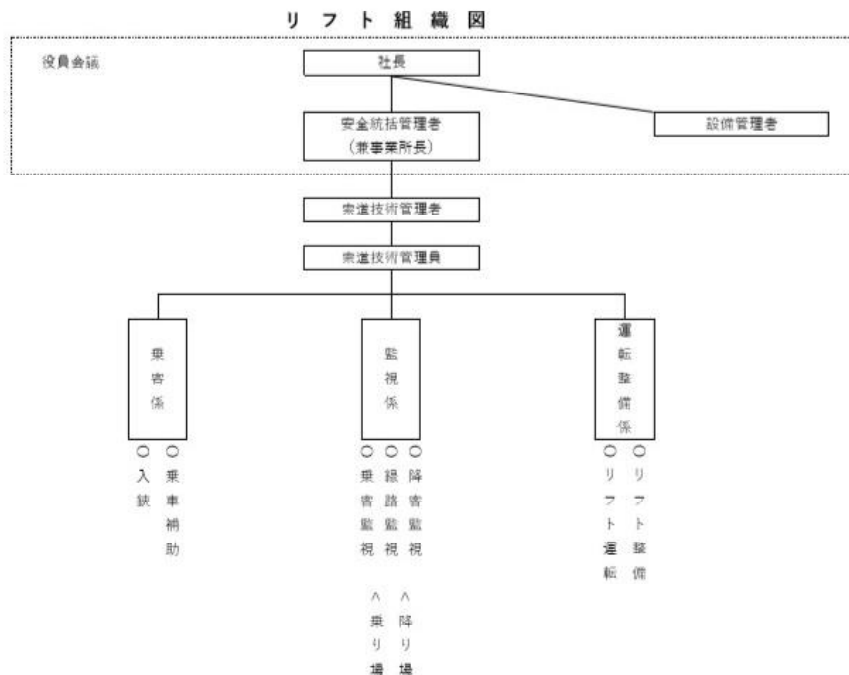 リフト組織図
役員会議
社長
安全統括管理者
（兼事業所長）
設備管理者
索道技術管理者
索道技術管理員
乗客係
監視係
運転整備係
○乗車補助
○入鋏
○降客監視
○線路監視
○乗客監視
＾降り場
＾乗り場
○リフト整備
○リフト運転